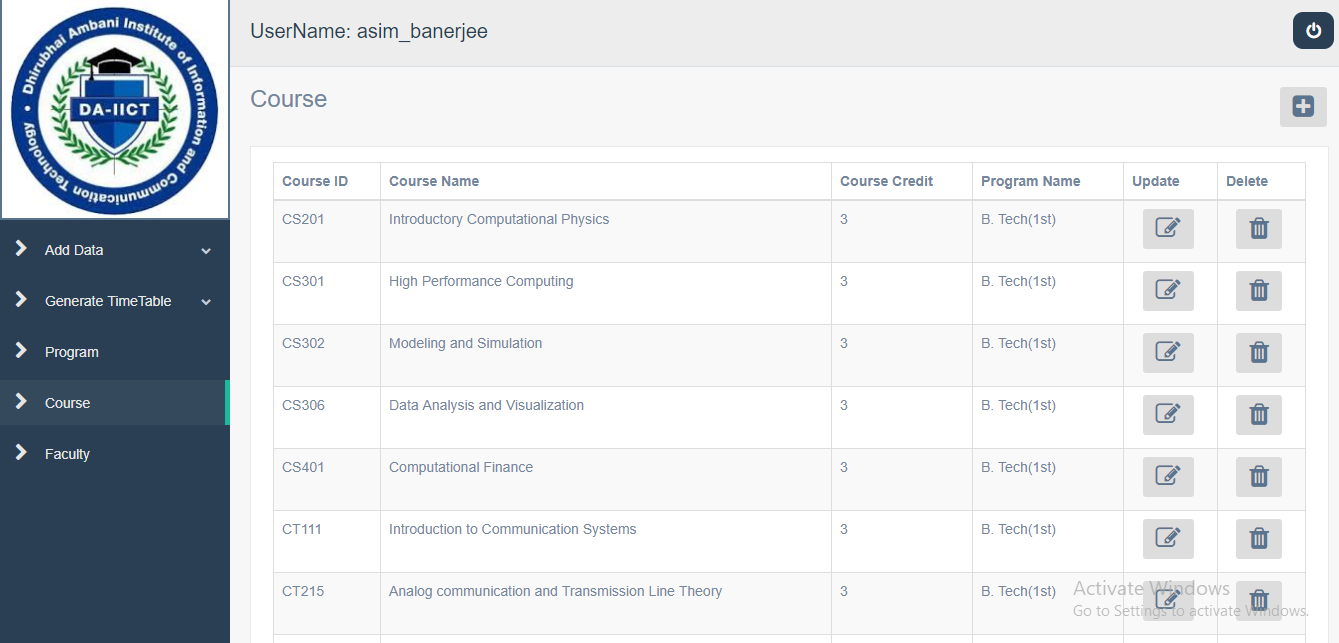 Dhirubhai Ambani Institute of Information and Communication Technology
DA-IICT
UserName: asim_banerjee
Add Data
Generate TimeTable
Program
Course
Faculty
Course
Course ID Course Name Course Credit Program Name Update Delete
CS201 Introductory Computational Physics 3 B. Tech(1st)
CS301 High Performance Computing 3 B. Tech(1st)
CS302 Modeling and Simulation 3 B. Tech(1st)
CS306 Data Analysis and Visualization 3 B. Tech(1st)
CS401 Computational Finance 3 B. Tech(1st)
CT111 Introduction to Communication Systems 3 B. Tech(1st)
CT215 Analog communication and Transmission Line Theory 3 B. Tech(1st)
Activate Windows
Go to Settings to activate Windows.